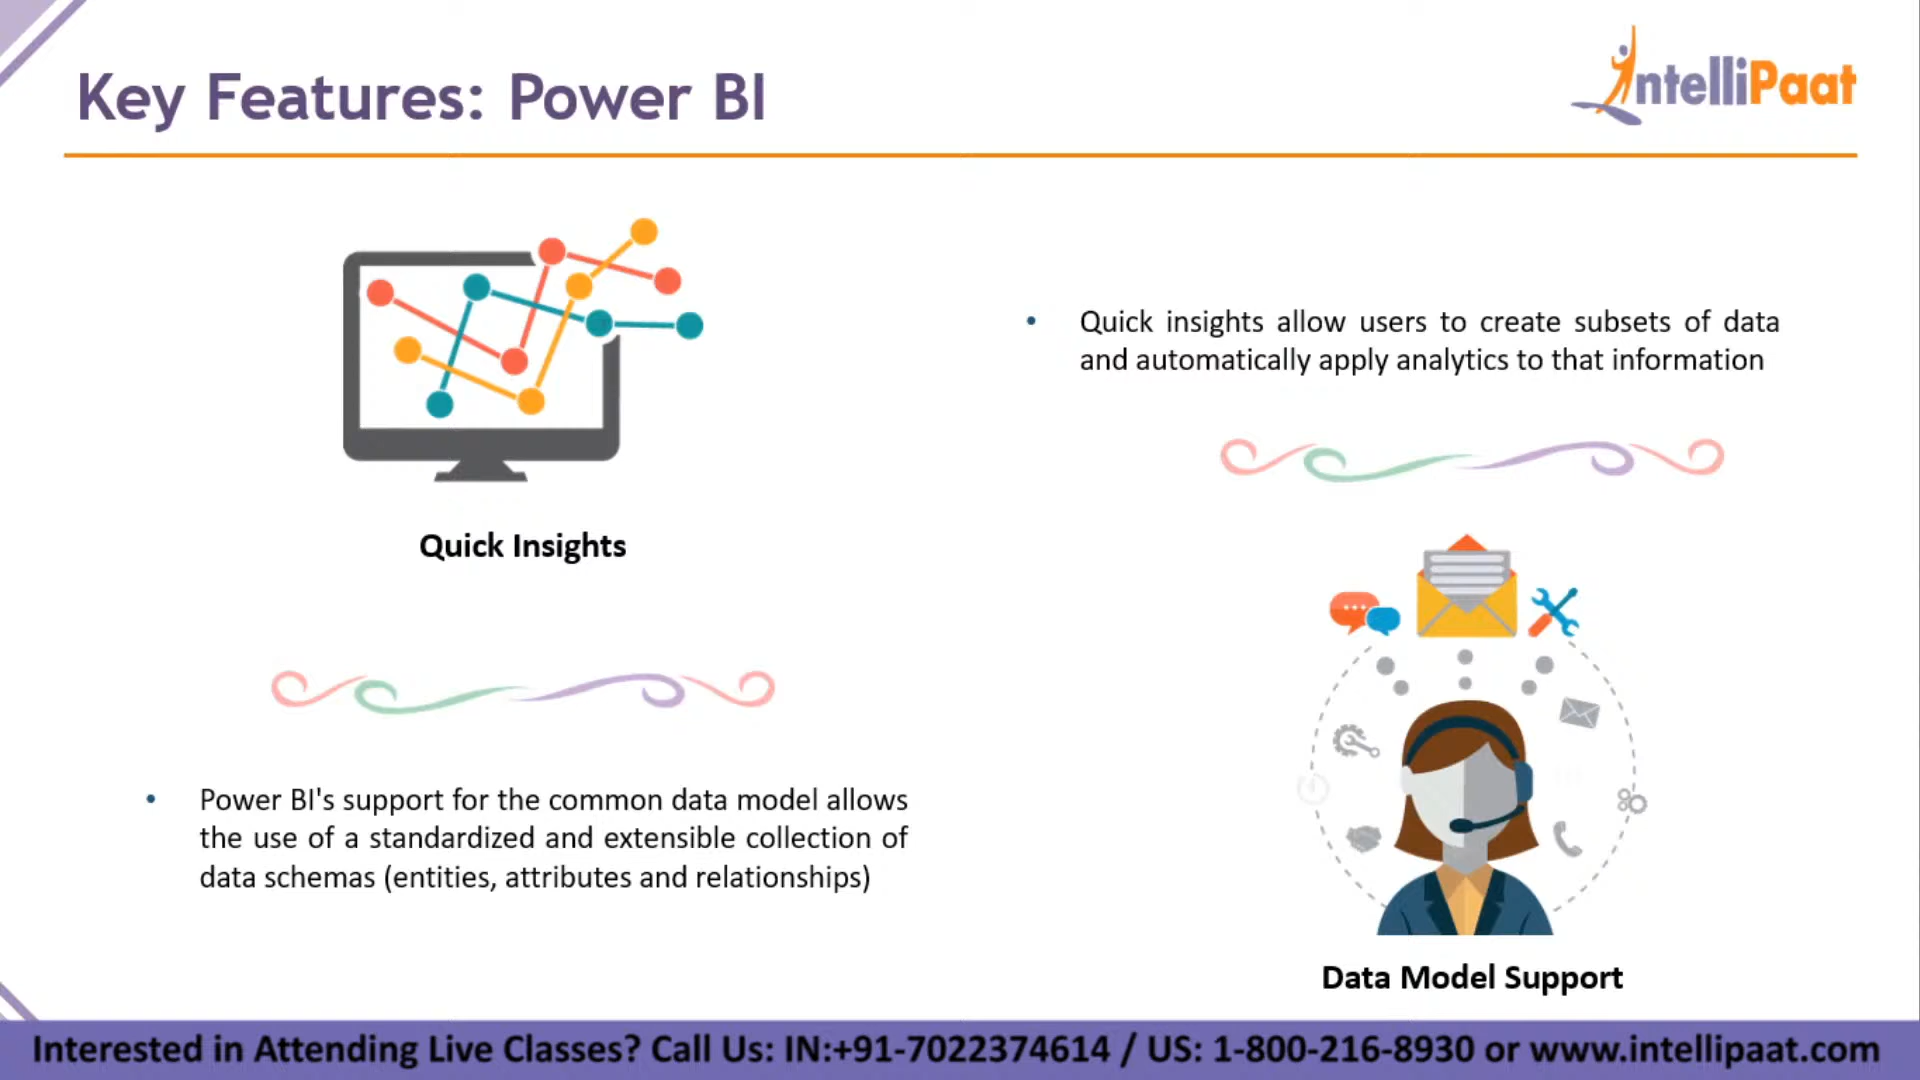 Key Features: Power BI
IntelliPaat
Quick insights allow users to create subsets of data
and automatically apply analytics to that information
Quick Insights
Power BI's support for the common data model allows
the use of a standardized and extensible collection of
data schemas (entities, attributes and relationships)
Data Model Support
Interested in Attending Live Classes? Call Us: IN:+91-7022374614 / US: 1-800-216-8930 or www.intellipaat.com